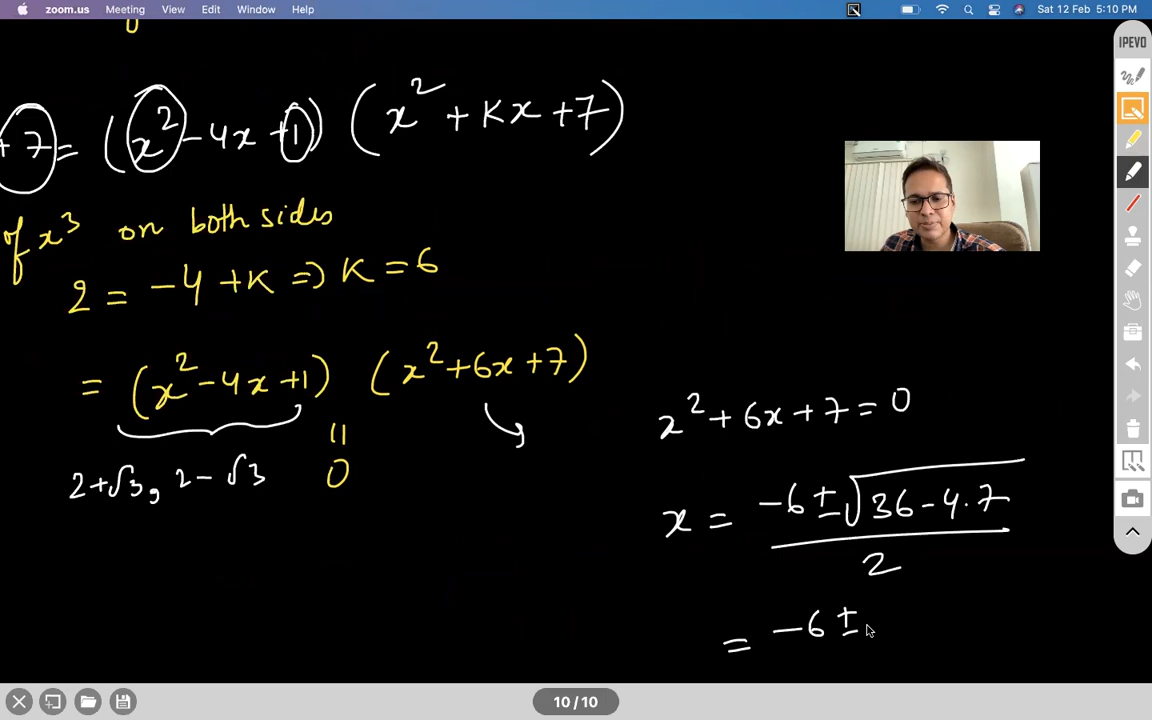 zoom.us Meeting View Edit Window Help Sat 12 Feb 5:10 PM
IPEVO
+ 7 = (x² - 4x + 1) (x² + Kx + 7)
of x³ on both sides
2 = -4 + K => K = 6
= (x² - 4x + 1) (x² + 6x + 7)
2+√3, 2-√3
||
0
x² + 6x + 7 = 0
x = -6 ± √36 - 4.7
2
= -6 ±
10 / 10